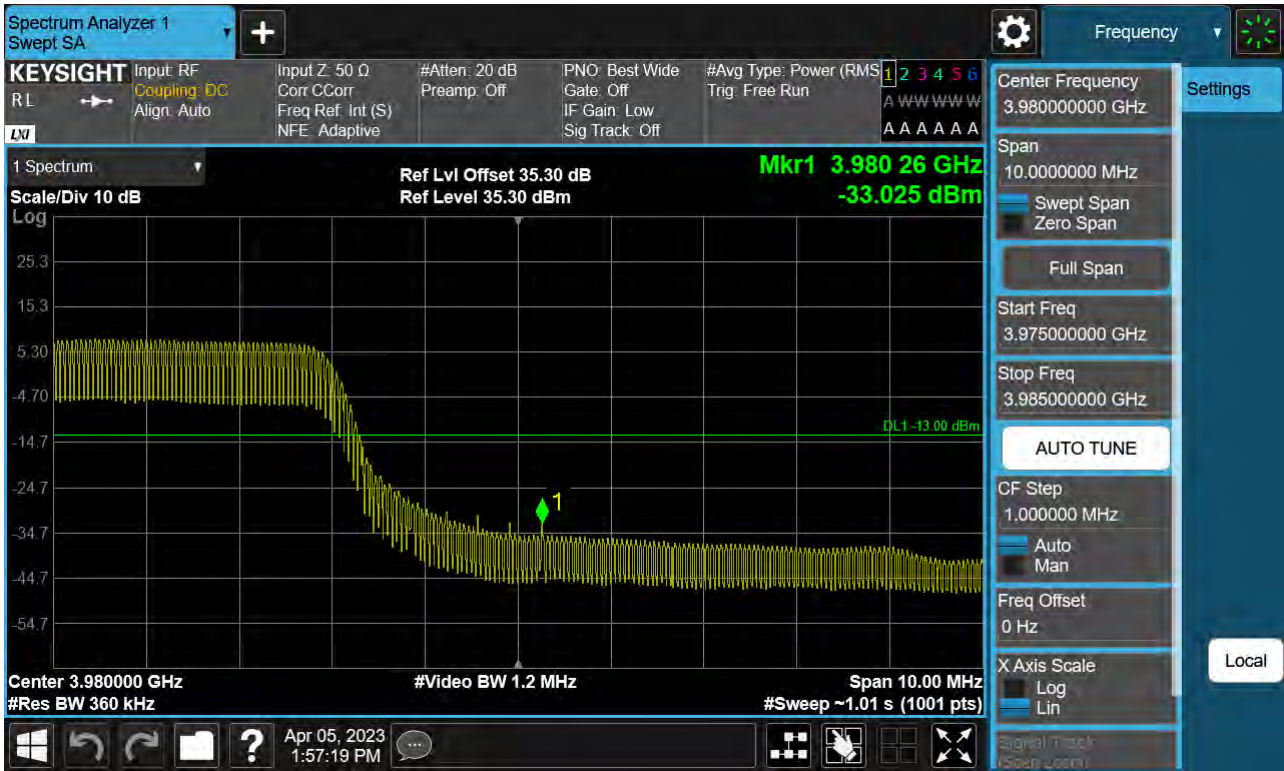 Spectrum Analyzer 1
Swept SA
Frequency
KEYSIGHT
RL
LXI
Input: RF
Coupling: DC
Align: Auto
Input Z: 50 Ω
Corr CCorr
Freq Ref: Int (S)
NFE: Adaptive
#Atten: 20 dB
Preamp: Off
PNO: Best Wide
Gate: Off
IF Gain: Low
Sig Track: Off
#Avg Type: Power (RMS
Trig: Free Run
1 2 3 4 5 6
A W W W W W
A A A A A A
1 Spectrum
Scale/Div 10 dB
Log
Ref Lvl Offset 35.30 dB
Ref Level 35.30 dBm
Mkr1 3.980 26 GHz
-33.025 dBm
25.3
15.3
5.30
-4.70
-14.7
-24.7
-34.7
-44.7
-54.7
DL1 -13.00 dBm
1
Center 3.980000 GHz
#Res BW 360 kHz
#Video BW 1.2 MHz
Span 10.00 MHz
#Sweep ~1.01 s (1001 pts)
Center Frequency
3.980000000 GHz
Span
10.0000000 MHz
Swept Span
Zero Span
Full Span
Start Freq
3.975000000 GHz
Stop Freq
3.985000000 GHz
AUTO TUNE
CF Step
1.000000 MHz
Auto
Man
Freq Offset
0 Hz
X Axis Scale
Log
Lin
Signal Track
(Span Zoom)
Settings
Local
?
Apr 05, 2023
1:57:19 PM